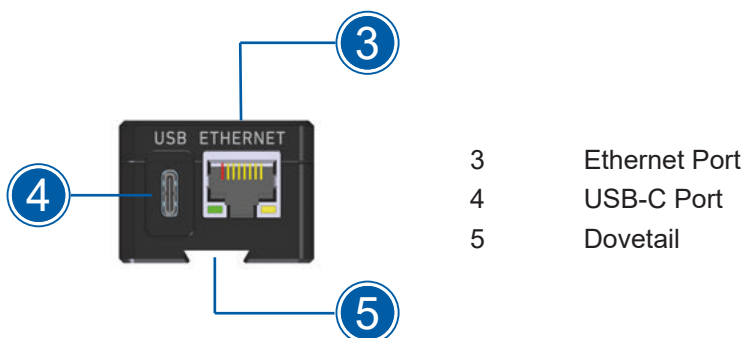 3
USB ETHERNET
4
5
3 Ethernet Port
4 USB-C Port
5 Dovetail